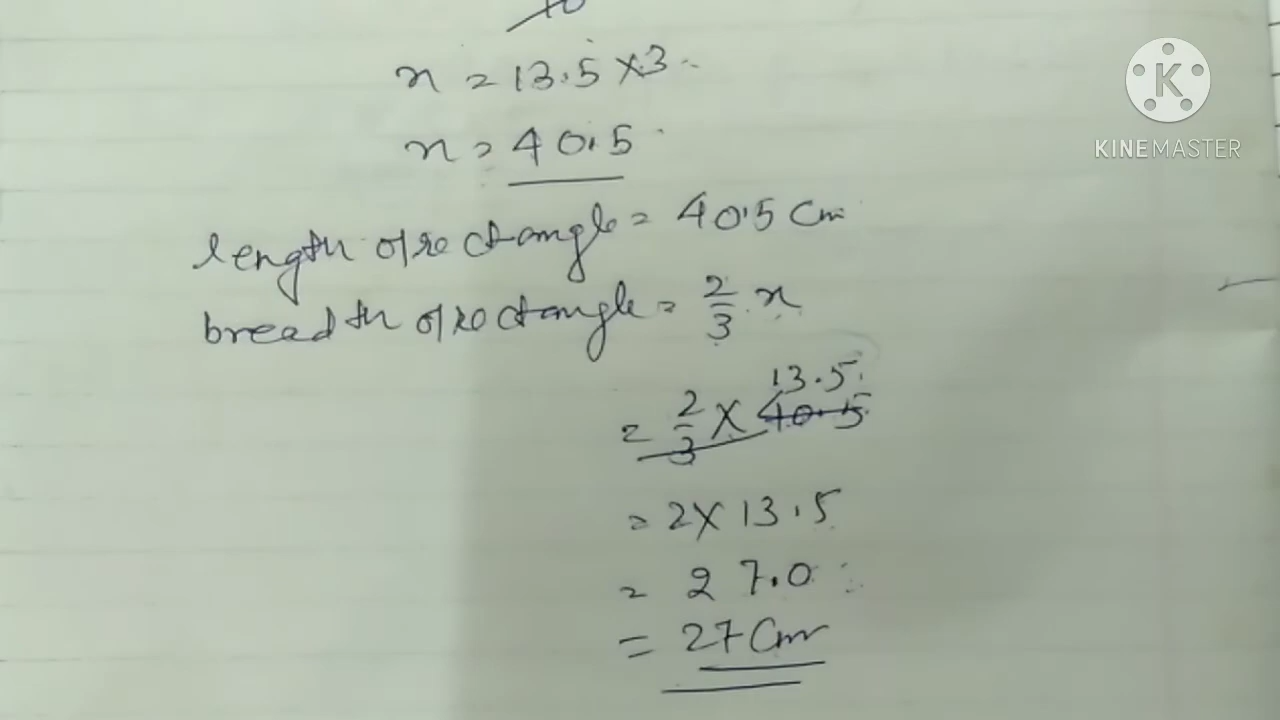 10
x = 13.5 × 3
x = 40.5
length of rectangle = 40.5 cm
breadth of rectangle = 2/3 x
= 2/3 × 40.5 13.5
= 2 × 13.5
= 27.0
= 27 cm
KINEMASTER